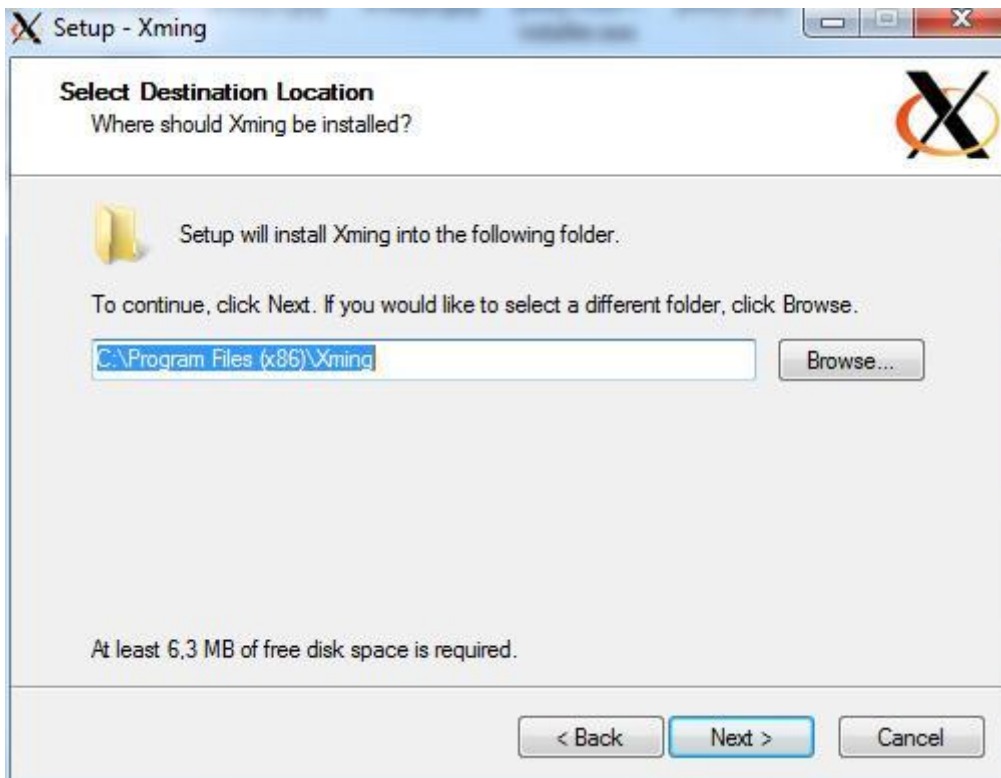 Setup - Xming
Select Destination Location
Where should Xming be installed?
Setup will install Xming into the following folder.
To continue, click Next. If you would like to select a different folder, click Browse.
C:\Program Files (x86)\Xming
Browse...
At least 6,3 MB of free disk space is required.
< Back
Next >
Cancel